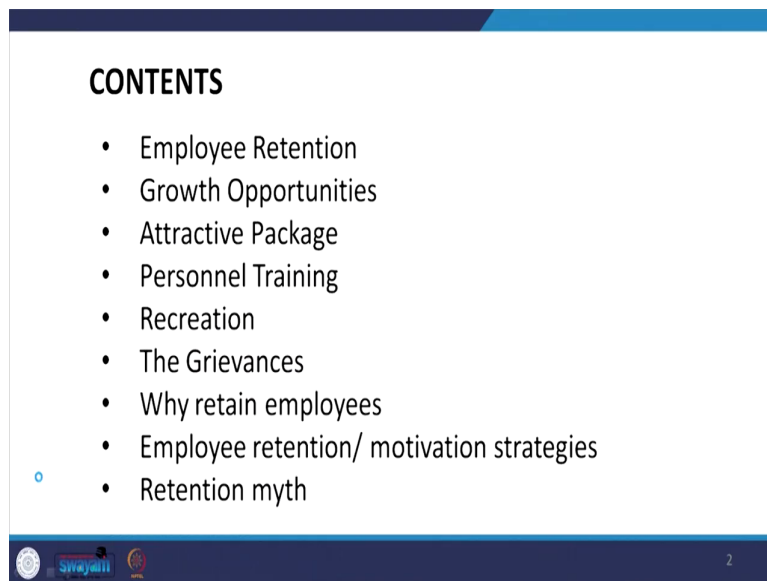 CONTENTS
• Employee Retention
• Growth Opportunities
• Attractive Package
• Personnel Training
• Recreation
• The Grievances
• Why retain employees
• Employee retention/ motivation strategies
• Retention myth
swayam
2